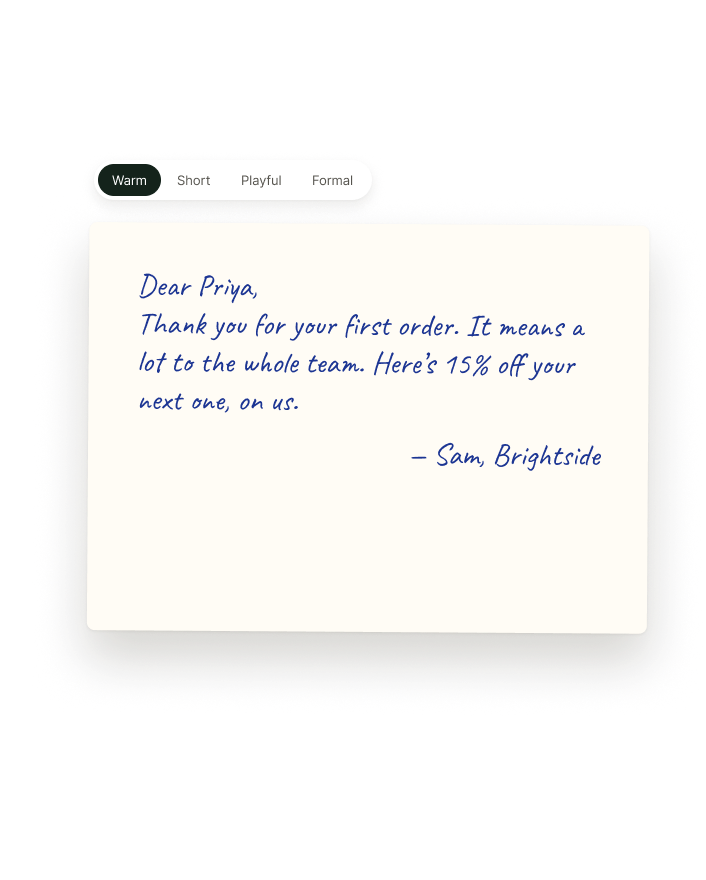 Warm Short Playful Formal
Dear Priya,
Thank you for your first order. It means a
lot to the whole team. Here’s 15% off your
next one, on us.
– Sam, Brightside